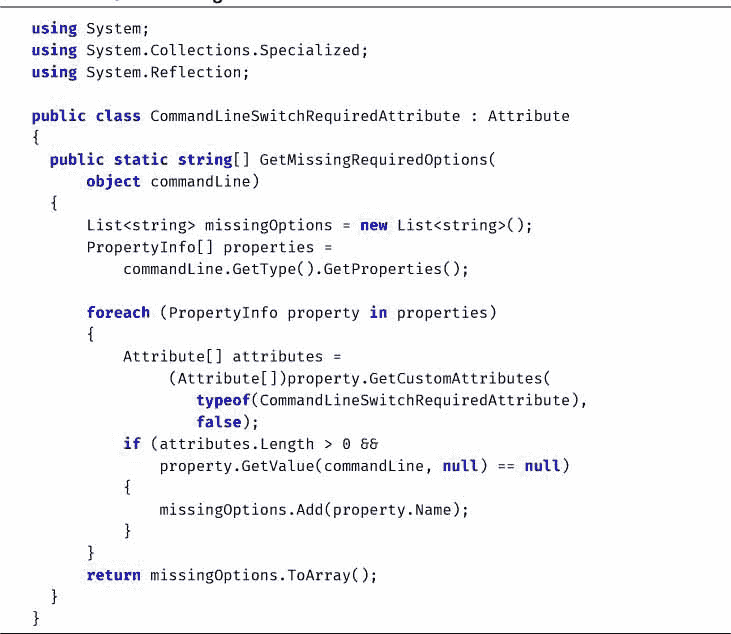 using System;
using System.Collections.Specialized;
using System.Reflection;
public class CommandLineSwitchRequiredAttribute : Attribute
{
public static string[] GetMissingRequiredOptions(
object commandLine)
{
List<string> missingOptions = new List<string>();
PropertyInfo[] properties =
commandLine.GetType().GetProperties();
foreach (PropertyInfo property in properties)
{
Attribute[] attributes =
(Attribute[])property.GetCustomAttributes(
typeof(CommandLineSwitchRequiredAttribute),
false);
if (attributes.Length > 0 &&
property.GetValue(commandLine, null) == null)
{
missingOptions.Add(property.Name);
}
}
return missingOptions.ToArray();
}
}